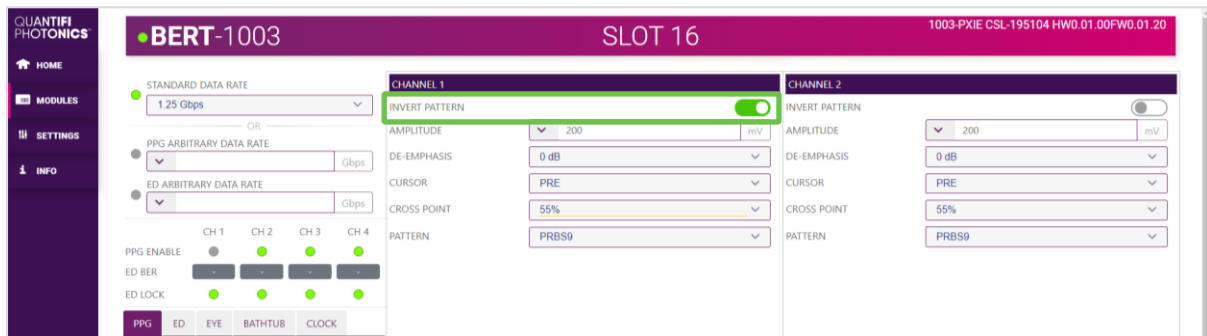 QUANTIFI
PHOTONICS
HOME
MODULES
SETTINGS
INFO
BERT-1003
SLOT 16
1003-PXIE CSL-195104 HW0.01.00FW0.01.20
STANDARD DATA RATE
1.25 Gbps
OR
PPG ARBITRARY DATA RATE
Gbps
ED ARBITRARY DATA RATE
Gbps
CH 1 CH 2 CH 3 CH 4
PPG ENABLE
ED BER - - - -
ED LOCK
PPG ED EYE BATHTUB CLOCK
CHANNEL 1
INVERT PATTERN
AMPLITUDE 200 mV
DE-EMPHASIS 0 dB
CURSOR PRE
CROSS POINT 55%
PATTERN PRBS9
CHANNEL 2
INVERT PATTERN
AMPLITUDE 200 mV
DE-EMPHASIS 0 dB
CURSOR PRE
CROSS POINT 55%
PATTERN PRBS9